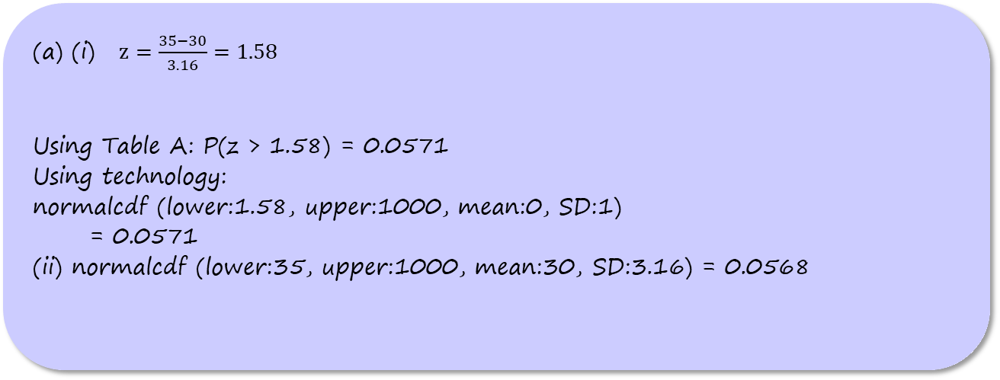 (a) (i) z = \frac{35−30}{3.16} = 1.58
Using Table A: P(z > 1.58) = 0.0571
Using technology:
normalcdf (lower:1.58, upper:1000, mean:0, SD:1)
= 0.0571
(ii) normalcdf (lower:35, upper:1000, mean:30, SD:3.16) = 0.0568